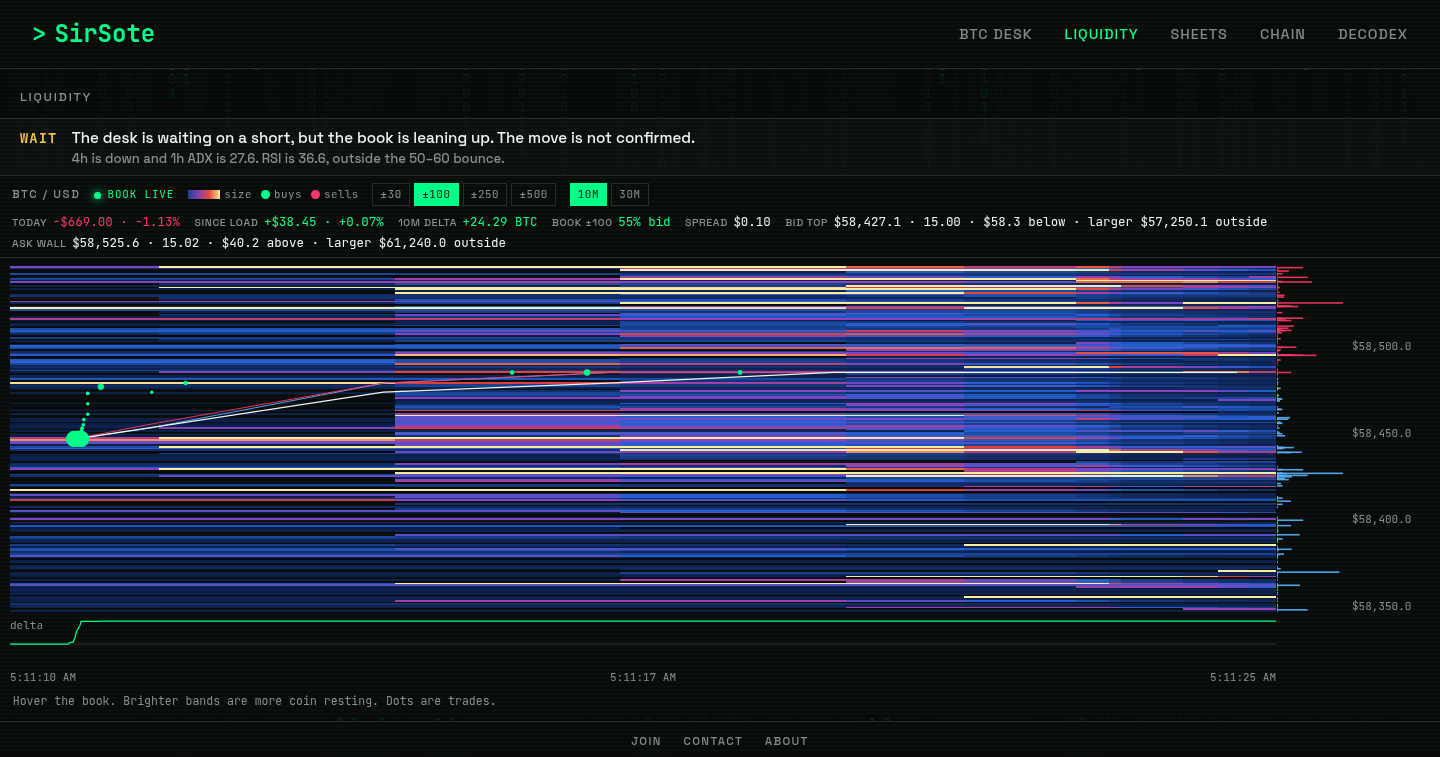 > SirSote
BTC DESK LIQUIDITY SHEETS CHAIN DECODEX
LIQUIDITY
WAIT The desk is waiting on a short, but the book is leaning up. The move is not confirmed.
4h is down and 1h ADX is 27.6. RSI is 36.6, outside the 50–60 bounce.
BTC / USD BOOK LIVE size buys sells ±30 ±100 ±250 ±500 10M 30M
TODAY -$669.00 · -1.13% SINCE LOAD +$38.45 · +0.07% 10M DELTA +24.29 BTC BOOK ±100 55% bid SPREAD $0.10 BID TOP $58,427.1 · 15.00 · $58.3 below · larger $57,250.1 outside
ASK WALL $58,525.6 · 15.02 · $40.2 above · larger $61,240.0 outside
$58,500.0
$58,450.0
$58,400.0
$58,350.0
delta
5:11:10 AM 5:11:17 AM 5:11:25 AM
Hover the book. Brighter bands are more coin resting. Dots are trades.
JOIN CONTACT ABOUT